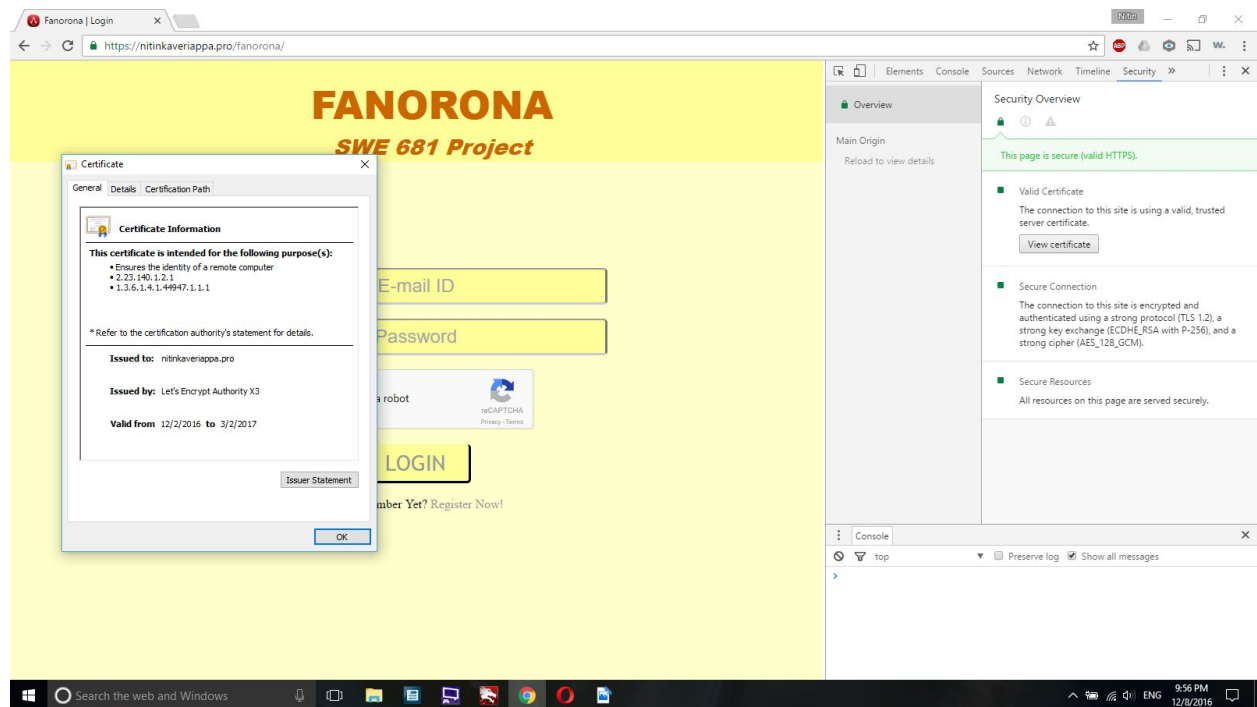 Fanorona | Login
Nitin
https://nitinkaveriappa.pro/fanorona/
ABP
w.
FANORONA
SWE 681 Project
Certificate
General Details Certification Path
Certificate Information
This certificate is intended for the following purpose(s):
• Ensures the identity of a remote computer
• 2.23.140.1.2.1
• 1.3.6.1.4.1.44947.1.1.1
* Refer to the certification authority's statement for details.
Issued to: nitinkaveriappa.pro
Issued by: Let's Encrypt Authority X3
Valid from 12/2/2016 to 3/2/2017
Issuer Statement
OK
E-mail ID
Password
a robot
reCAPTCHA
Privacy - Terms
LOGIN
mber Yet? Register Now!
Elements Console Sources Network Timeline Security »
Overview
Main Origin
Reload to view details
Security Overview
This page is secure (valid HTTPS).
Valid Certificate
The connection to this site is using a valid, trusted
server certificate.
View certificate
Secure Connection
The connection to this site is encrypted and
authenticated using a strong protocol (TLS 1.2), a
strong key exchange (ECDHE_RSA with P-256), and a
strong cipher (AES_128_GCM).
Secure Resources
All resources on this page are served securely.
Console
top Preserve log Show all messages
Search the web and Windows
ENG
9:56 PM
12/8/2016